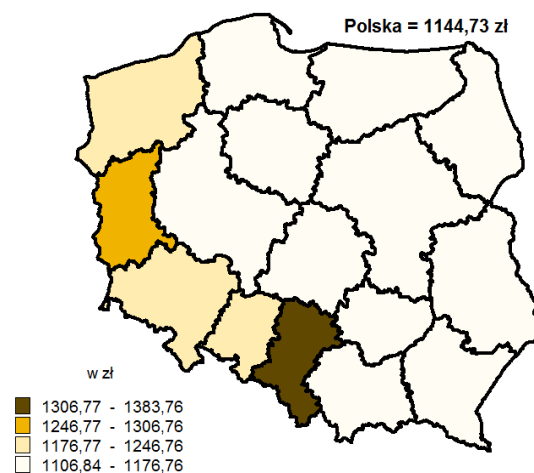 Polska = 1144,73 zł
w zł
1306,77 - 1383,76
1246,77 - 1306,76
1176,77 - 1246,76
1106,84 - 1176,76